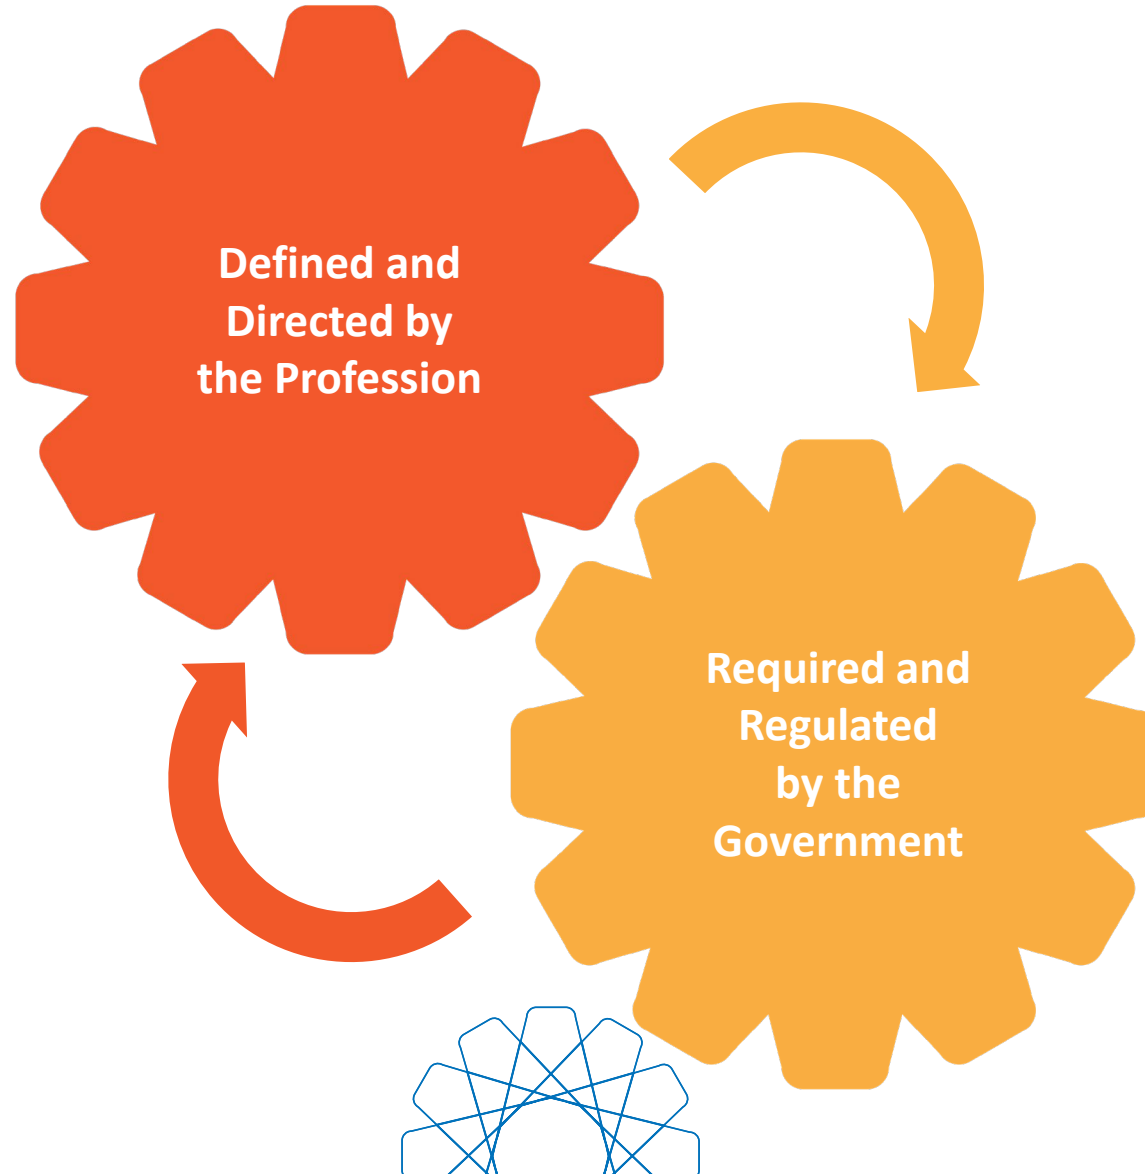 Defined and
Directed by
the Profession
Required and
Regulated
by the
Government